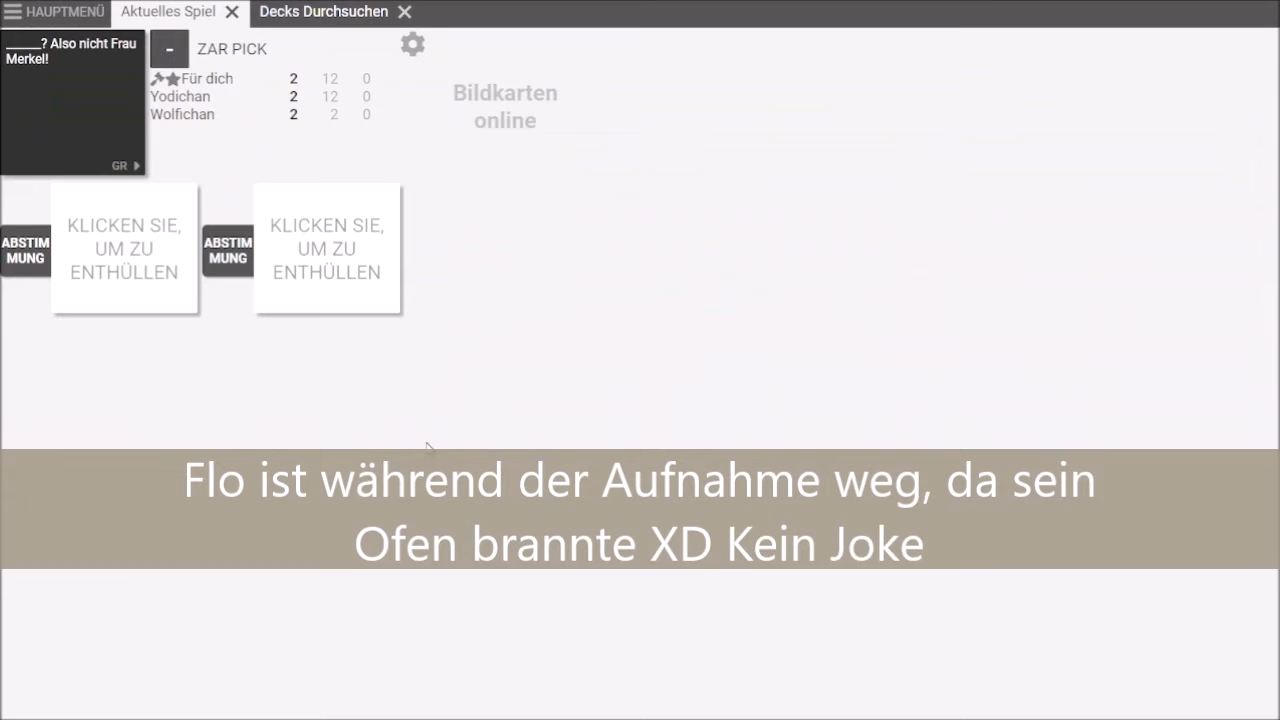 HAUPTMENÜ
Aktuelles Spiel
Decks Durchsuchen
_____? Also nicht Frau
Merkel!
GR
-
ZAR PICK
Für dich 2 12 0
Yodichan 2 12 0
Wolfichan 2 2 0
Bildkarten
online
ABSTIM
MUNG
KLICKEN SIE,
UM ZU
ENTHÜLLEN
ABSTIM
MUNG
KLICKEN SIE,
UM ZU
ENTHÜLLEN
Flo ist während der Aufnahme weg, da sein
Ofen brannte XD Kein Joke